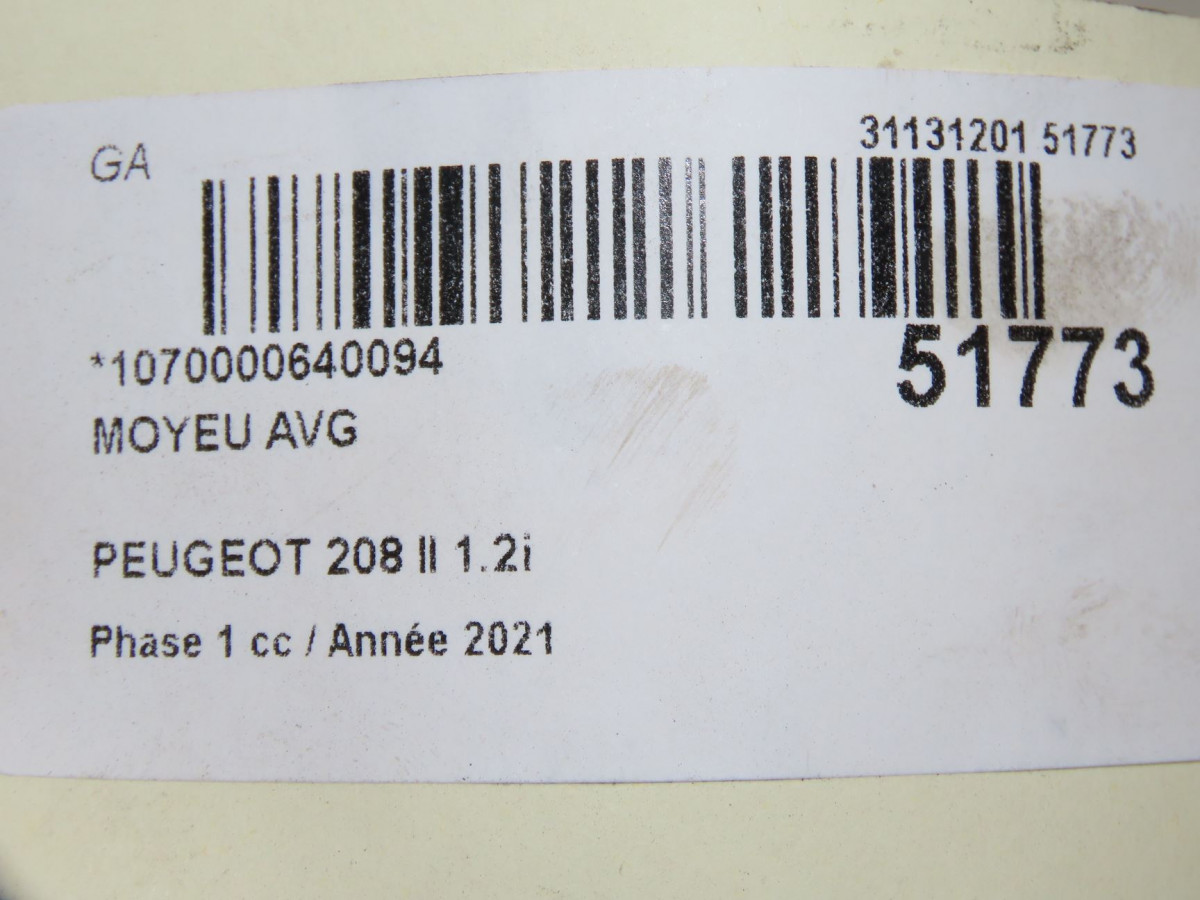 GA
31131201 51773
*1070000640094
51773
MOYEU AVG
PEUGEOT 208 II 1.2i
Phase 1 cc / Année 2021